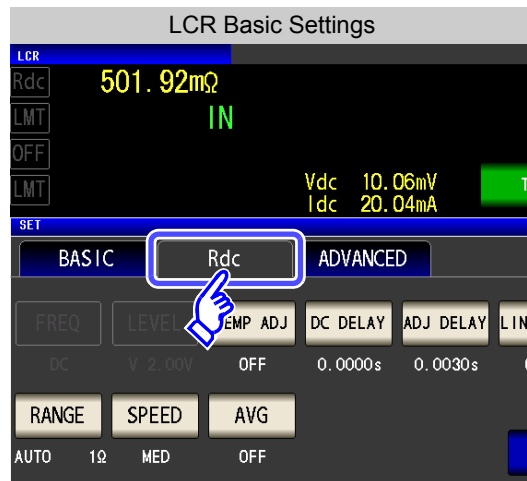 LCR Basic Settings
LCR
Rdc 501.92mΩ
LMT IN
OFF
LMT Vdc 10.06mV
Idc 20.04mA
SET
BASIC Rdc ADVANCED
FREQ LEVEL EMP ADJ DC DELAY ADJ DELAY LIN
DC V 2.00V OFF 0.0000s 0.0030s
RANGE SPEED AVG
AUTO 1Ω MED OFF